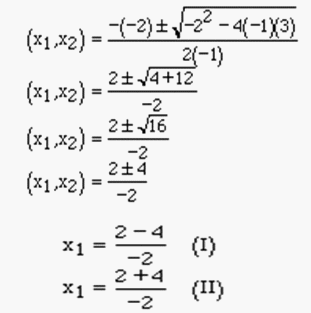 (x₁,x₂) = (-(-2) ± √(-2² - 4(-1)(3))) / 2(-1)
(x₁,x₂) = (2 ± √(4+12)) / -2
(x₁,x₂) = (2 ± √16) / -2
(x₁,x₂) = (2 ± 4) / -2
x₁ = (2 - 4) / -2 (I)
x₁ = (2 + 4) / -2 (II)